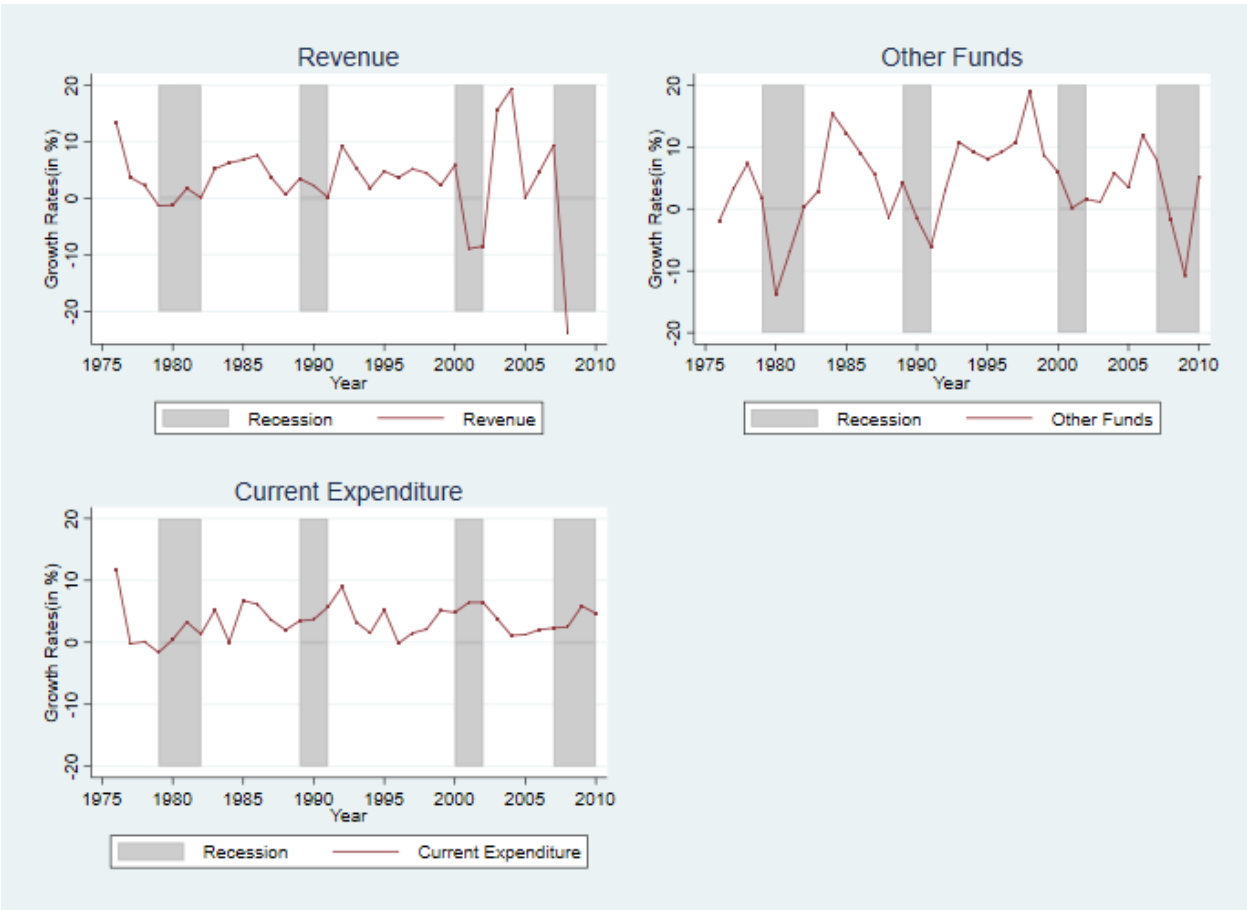 Revenue
Growth Rates(in %)
20
10
0
-10
-20
1975 1980 1985 1990 1995 2000 2005 2010
Year
Recession Revenue
Other Funds
Growth Rates(in %)
20
10
0
-10
-20
1975 1980 1985 1990 1995 2000 2005 2010
Year
Recession Other Funds
Current Expenditure
Growth Rates(in %)
20
10
0
-10
-20
1975 1980 1985 1990 1995 2000 2005 2010
Year
Recession Current Expenditure